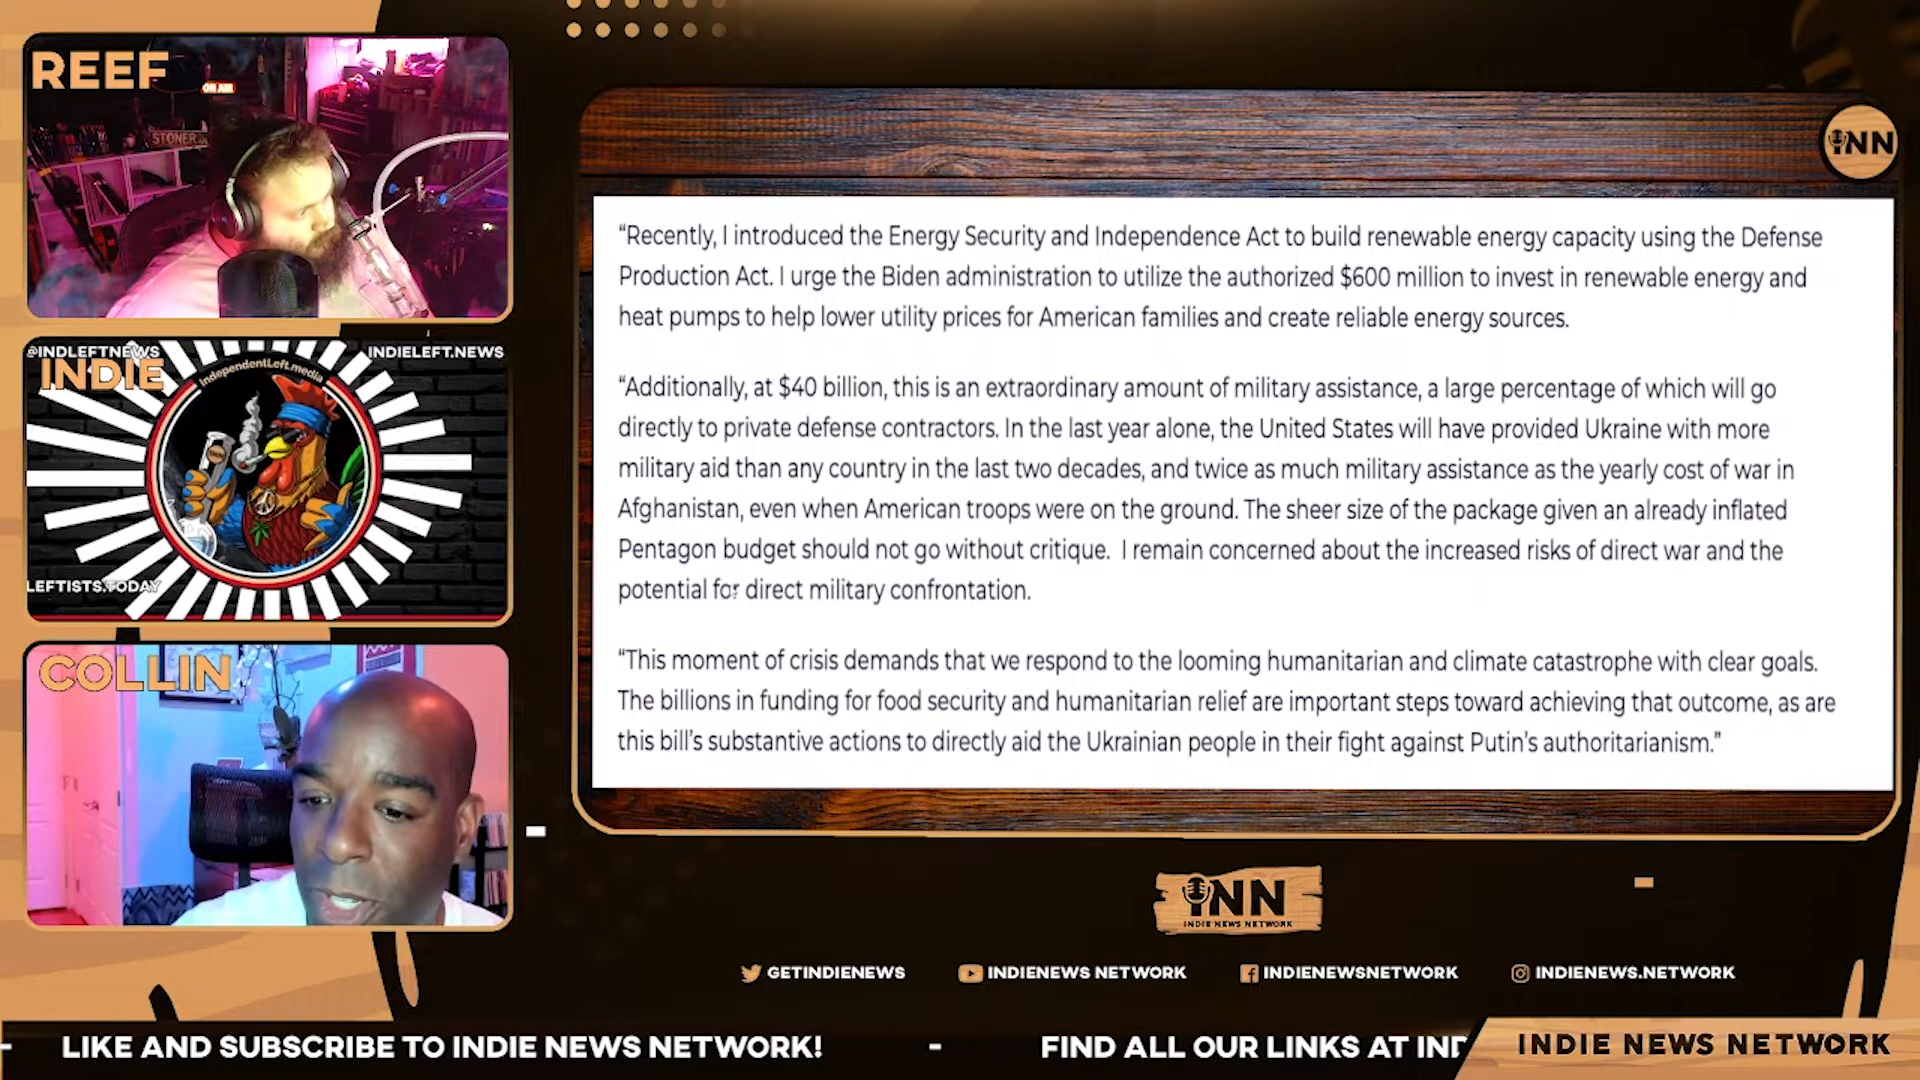 REEF
ON AIR
STONER
@INDLEFTNEWS
INDIE
INDIELEFT.NEWS
IndependentLeft.media
INN
LEFTISTS.TODAY
COLLIN
INN
“Recently, I introduced the Energy Security and Independence Act to build renewable energy capacity using the Defense
Production Act. I urge the Biden administration to utilize the authorized $600 million to invest in renewable energy and
heat pumps to help lower utility prices for American families and create reliable energy sources.
“Additionally, at $40 billion, this is an extraordinary amount of military assistance, a large percentage of which will go
directly to private defense contractors. In the last year alone, the United States will have provided Ukraine with more
military aid than any country in the last two decades, and twice as much military assistance as the yearly cost of war in
Afghanistan, even when American troops were on the ground. The sheer size of the package given an already inflated
Pentagon budget should not go without critique. I remain concerned about the increased risks of direct war and the
potential for direct military confrontation.
“This moment of crisis demands that we respond to the looming humanitarian and climate catastrophe with clear goals.
The billions in funding for food security and humanitarian relief are important steps toward achieving that outcome, as are
this bill’s substantive actions to directly aid the Ukrainian people in their fight against Putin’s authoritarianism.”
INN
INDIE NEWS NETWORK
GETINDIENEWS
INDIENEWS NETWORK
INDIENEWSNETWORK
INDIENEWS.NETWORK
LIKE AND SUBSCRIBE TO INDIE NEWS NETWORK! - FIND ALL OUR LINKS AT IND
INDIE NEWS NETWORK